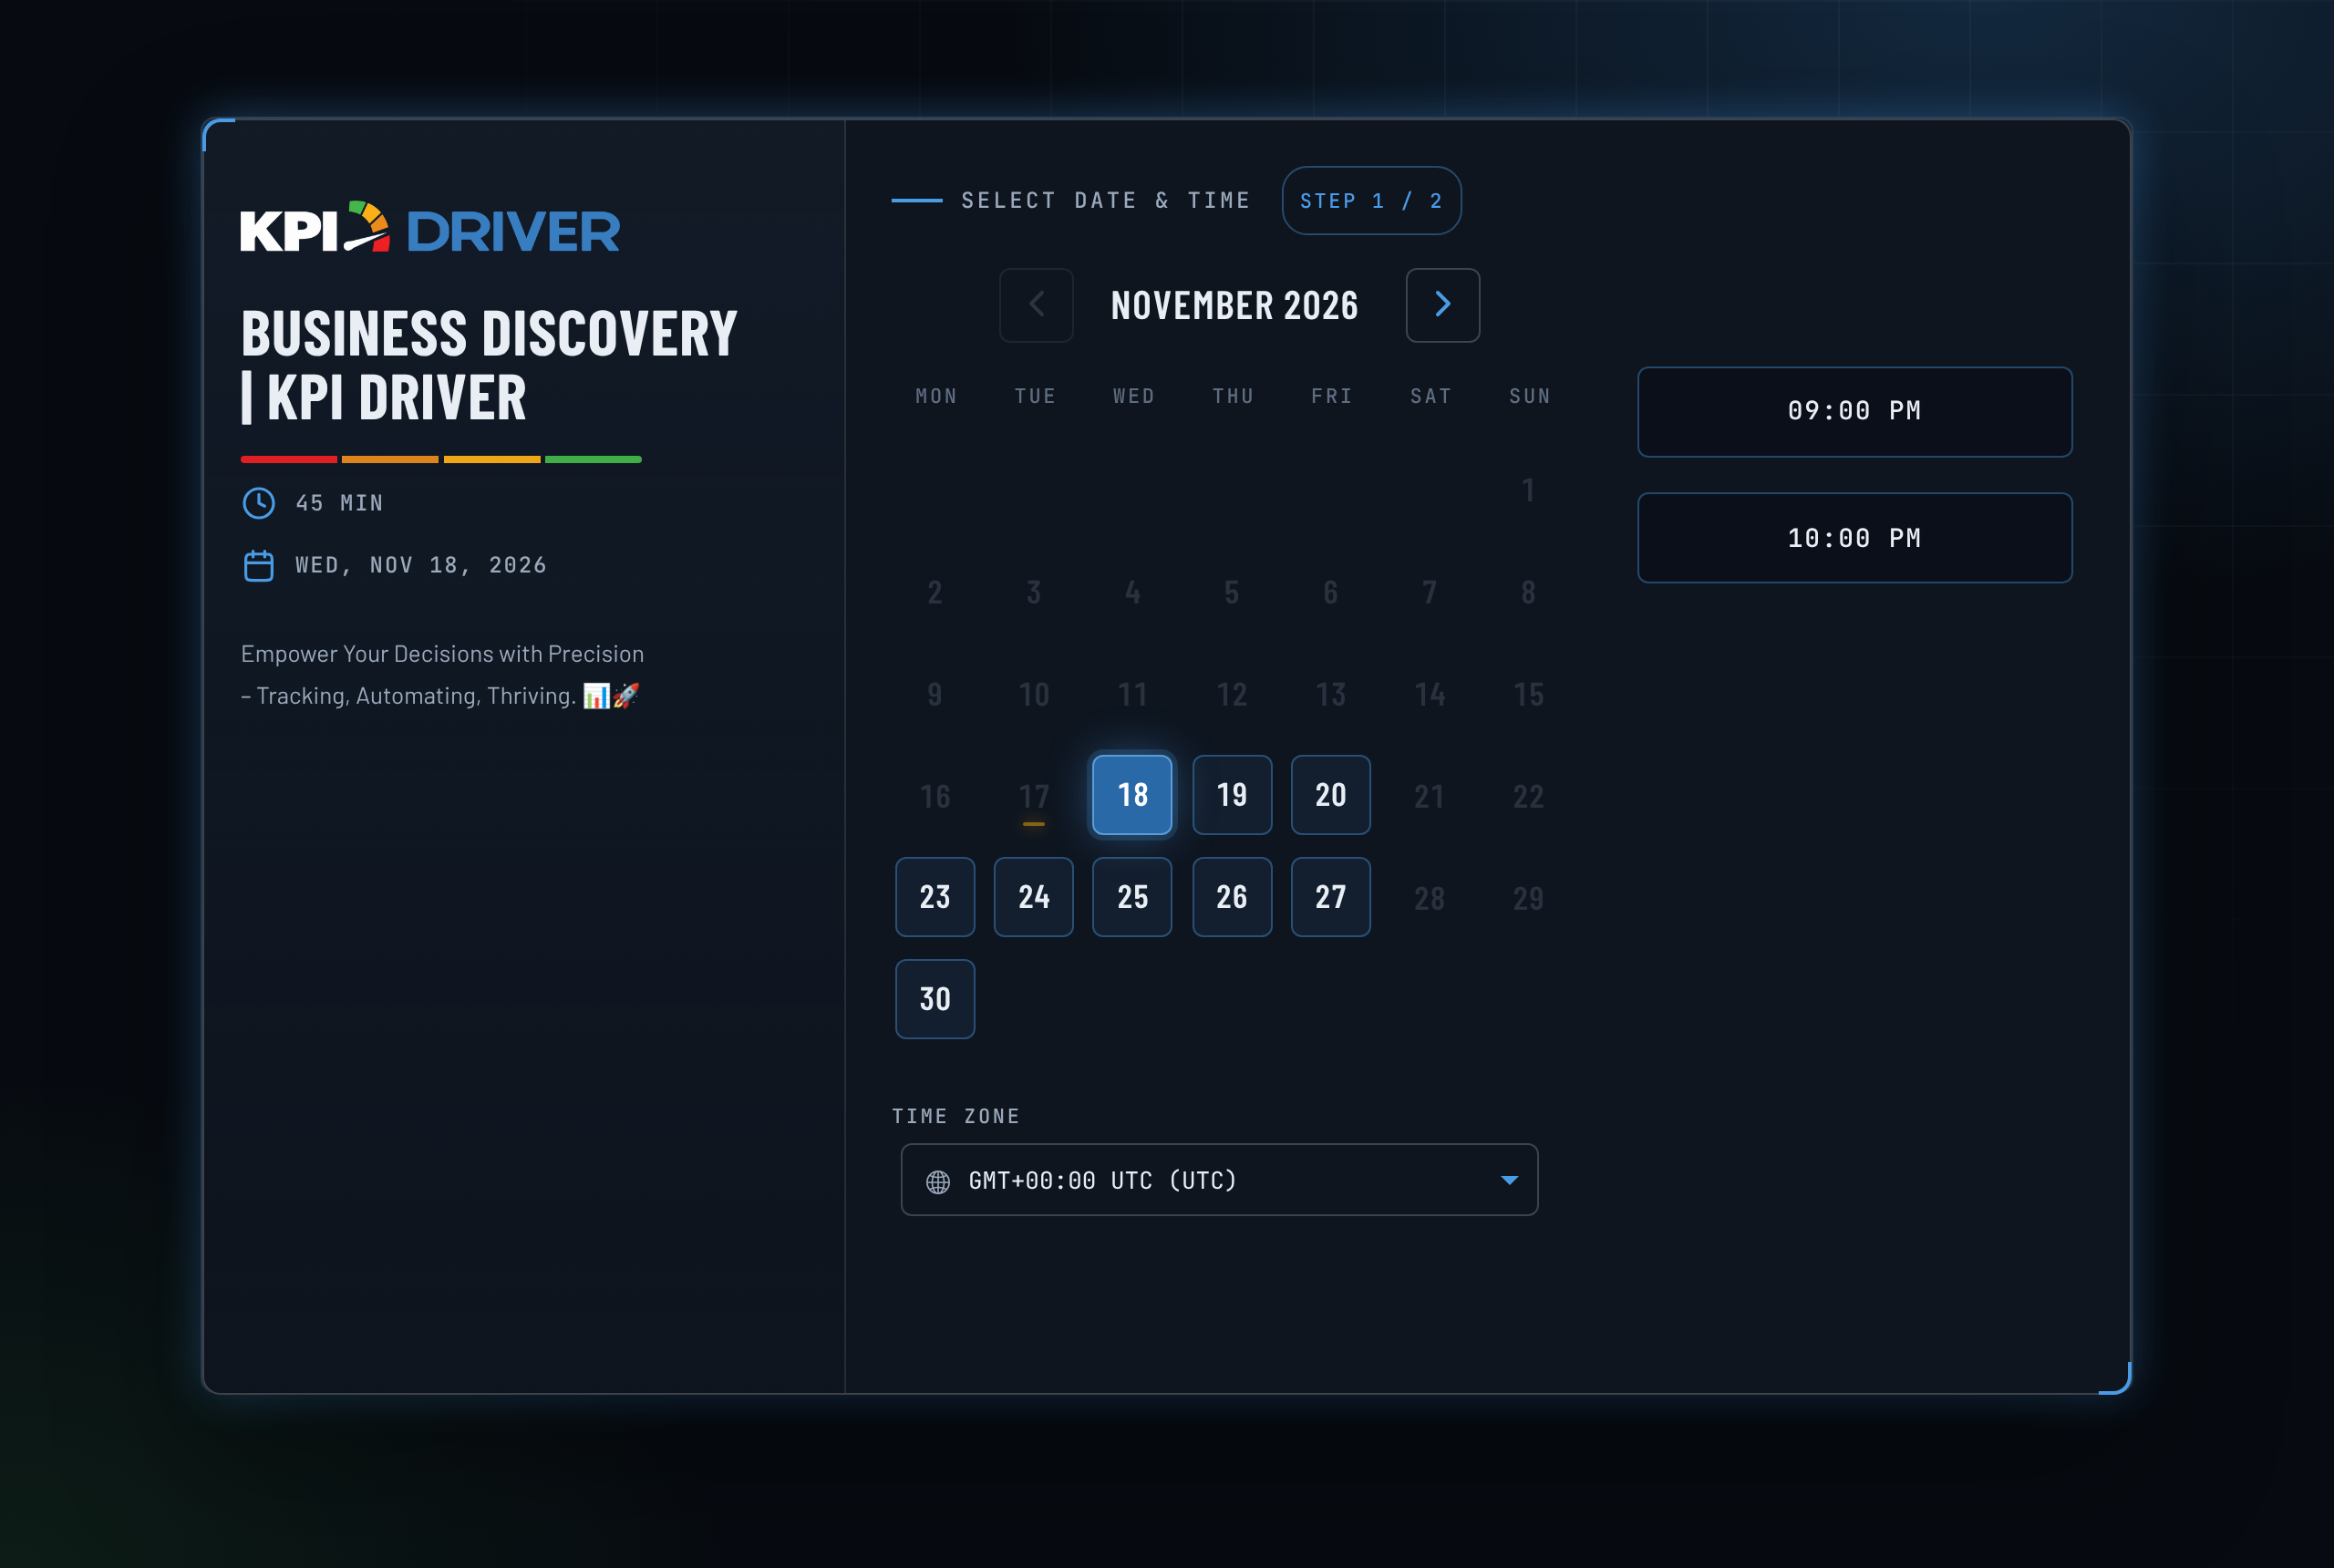 KPI DRIVER
BUSINESS DISCOVERY
| KPI DRIVER
45 MIN
WED, NOV 18, 2026
Empower Your Decisions with Precision
– Tracking, Automating, Thriving. 📊🚀
SELECT DATE & TIME
STEP 1 / 2
NOVEMBER 2026
MON TUE WED THU FRI SAT SUN
1
2 3 4 5 6 7 8
9 10 11 12 13 14 15
16 17 18 19 20 21 22
23 24 25 26 27 28 29
30
TIME ZONE
GMT+00:00 UTC (UTC)
09:00 PM
10:00 PM